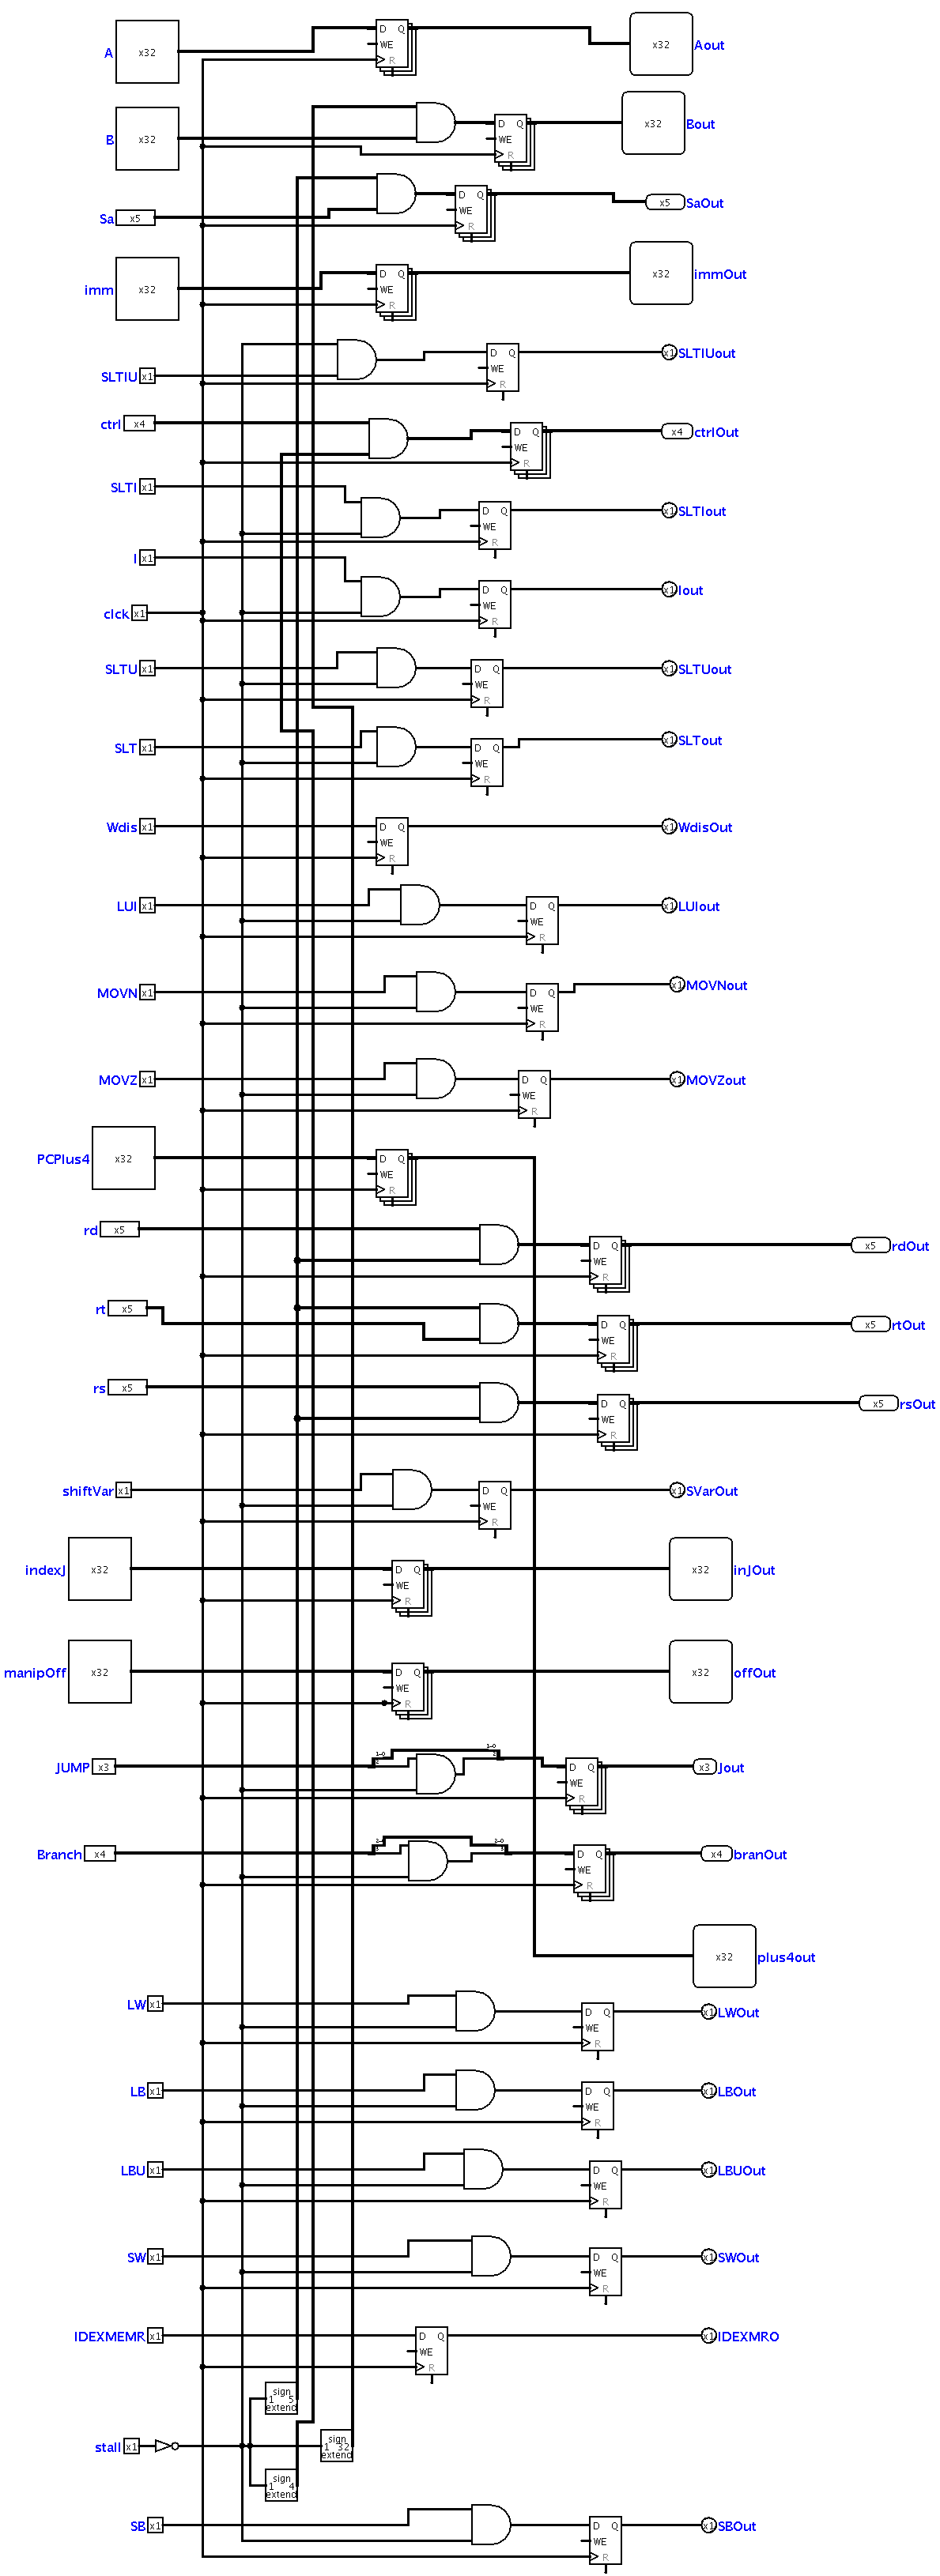 A x32 D Q WE R x32 Aout
B x32 D Q WE R x32 Bout
Sa x5 D Q WE R x5 SaOut
imm x32 D Q WE R x32 immOut
SLTIU x1 D Q WE R x1 SLTIUout
ctrl x4 D Q WE R x4 ctrlOut
SLTI x1 D Q WE R x1 SLTIout
I x1 D Q WE R x1 Iout
clck x1
SLTU x1 D Q WE R x1 SLTUout
SLT x1 D Q WE R x1 SLTout
Wdis x1 D Q WE R x1 WdisOut
LUI x1 D Q WE R x1 LUIout
MOVN x1 D Q WE R x1 MOVNout
MOVZ x1 D Q WE R x1 MOVZout
PCPlus4 x32 D Q WE R
rd x5 D Q WE R x5 rdOut
rt x5 D Q WE R x5 rtOut
rs x5 D Q WE R x5 rsOut
shiftVar x1 D Q WE R x1 SVarOut
indexJ x32 D Q WE R x32 inJOut
manipOff x32 D Q WE R x32 offOut
JUMP x3 1-0 1-0 D Q WE R x3 Jout
Branch x4 D Q WE R x4 branOut
x32 plus4out
LW x1 D Q WE R x1 LWOut
LB x1 D Q WE R x1 LBOut
LBU x1 D Q WE R x1 LBUOut
SW x1 D Q WE R x1 SWOut
IDEXMEMR x1 D Q WE R x1 IDEXMRO
sign
1 5
extend
stall x1
sign
1 32
extend
sign
1 4
extend
SB x1 D Q WE R x1 SBOut